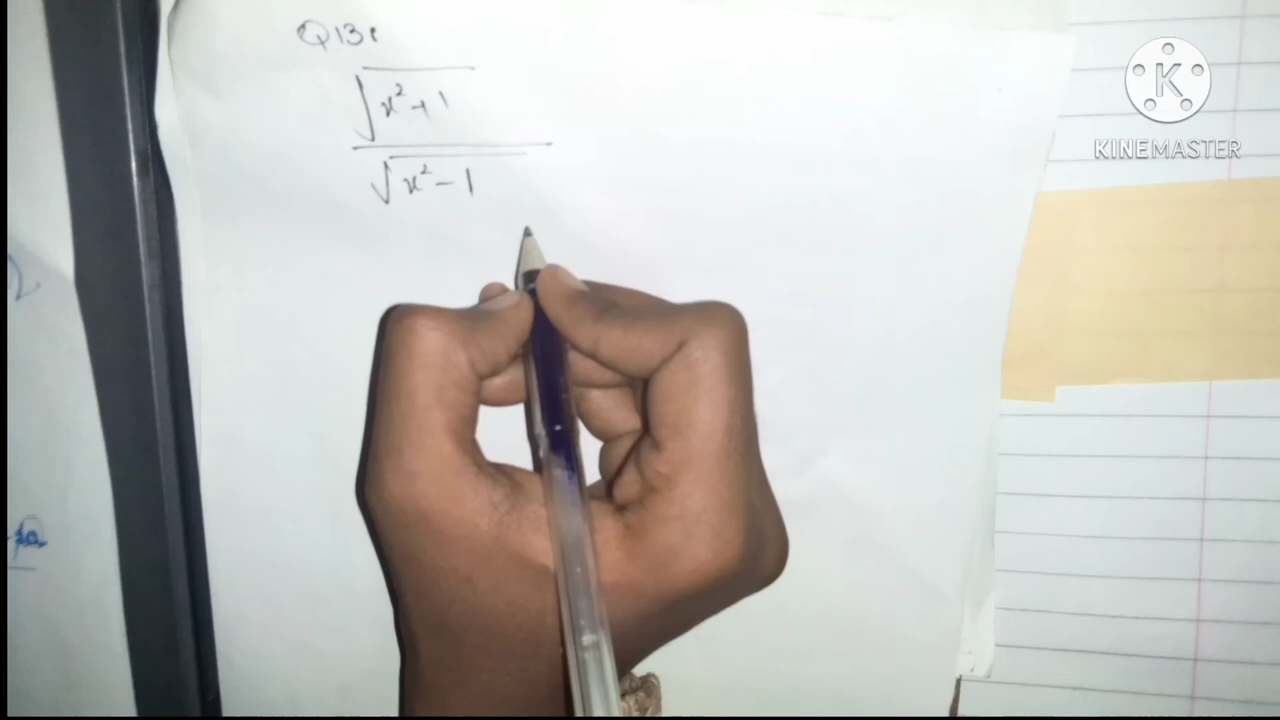 Q13:
√x²+1
√x²-1
K
KINEMASTER